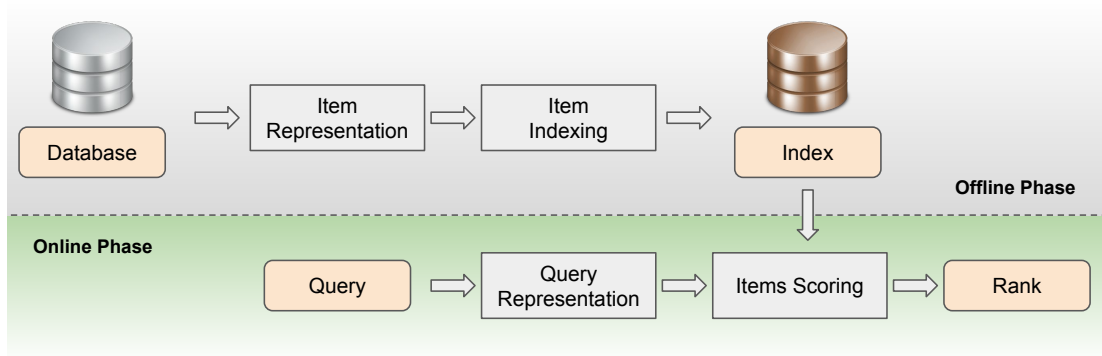 Item
Representation
Item
Indexing
Database
Index
Offline Phase
Online Phase
Query
Query
Representation
Items Scoring
Rank